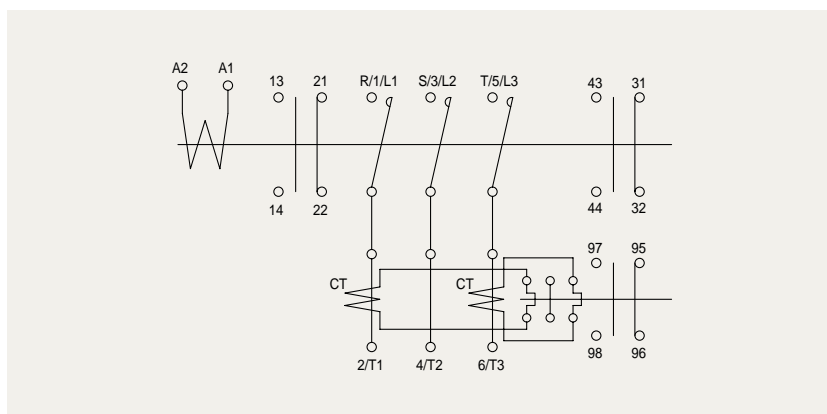 A2 A1
13 21 R/1/L1 S/3/L2 T/5/L3 43 31
14 22 44 32
97 95
CT CT
98 96
2/T1 4/T2 6/T3